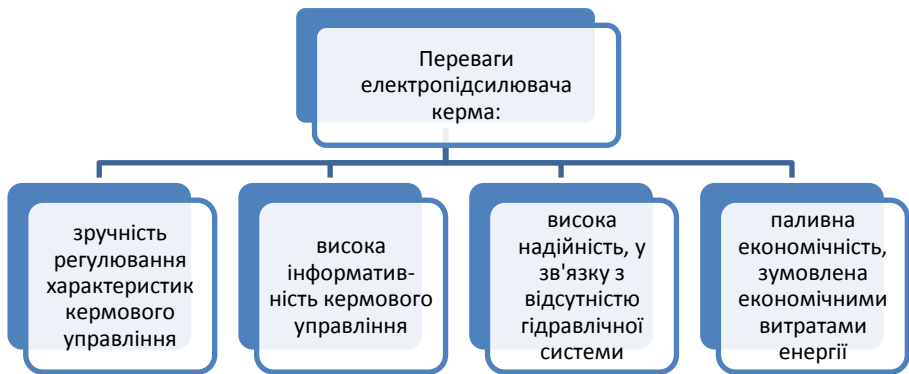 Переваги
електропідсилювача
керма:
зручність
регулювання
характеристик
кермового
управління
висока
інформатив-
ність кермового
управління
висока
надійність, у
зв'язку з
відсутністю
гідравлічної
системи
паливна
економічність,
зумовлена
економічними
витратами
енергії